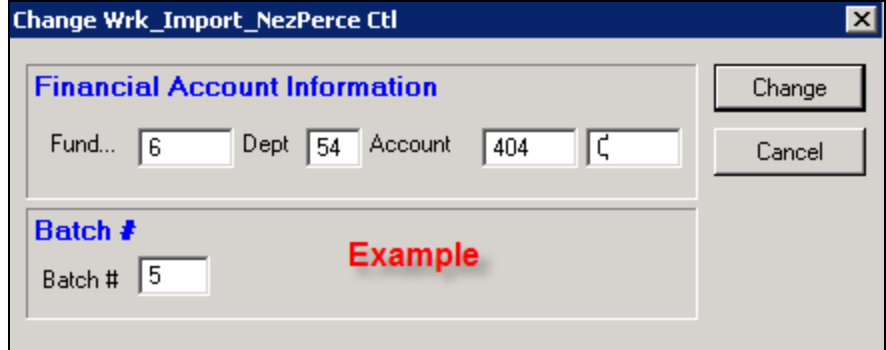 Change Wrk_Import_NezPerce Ctl
Financial Account Information
Change
Fund... 6 Dept 54 Account 404
Cancel
Batch #
Example
Batch # 5